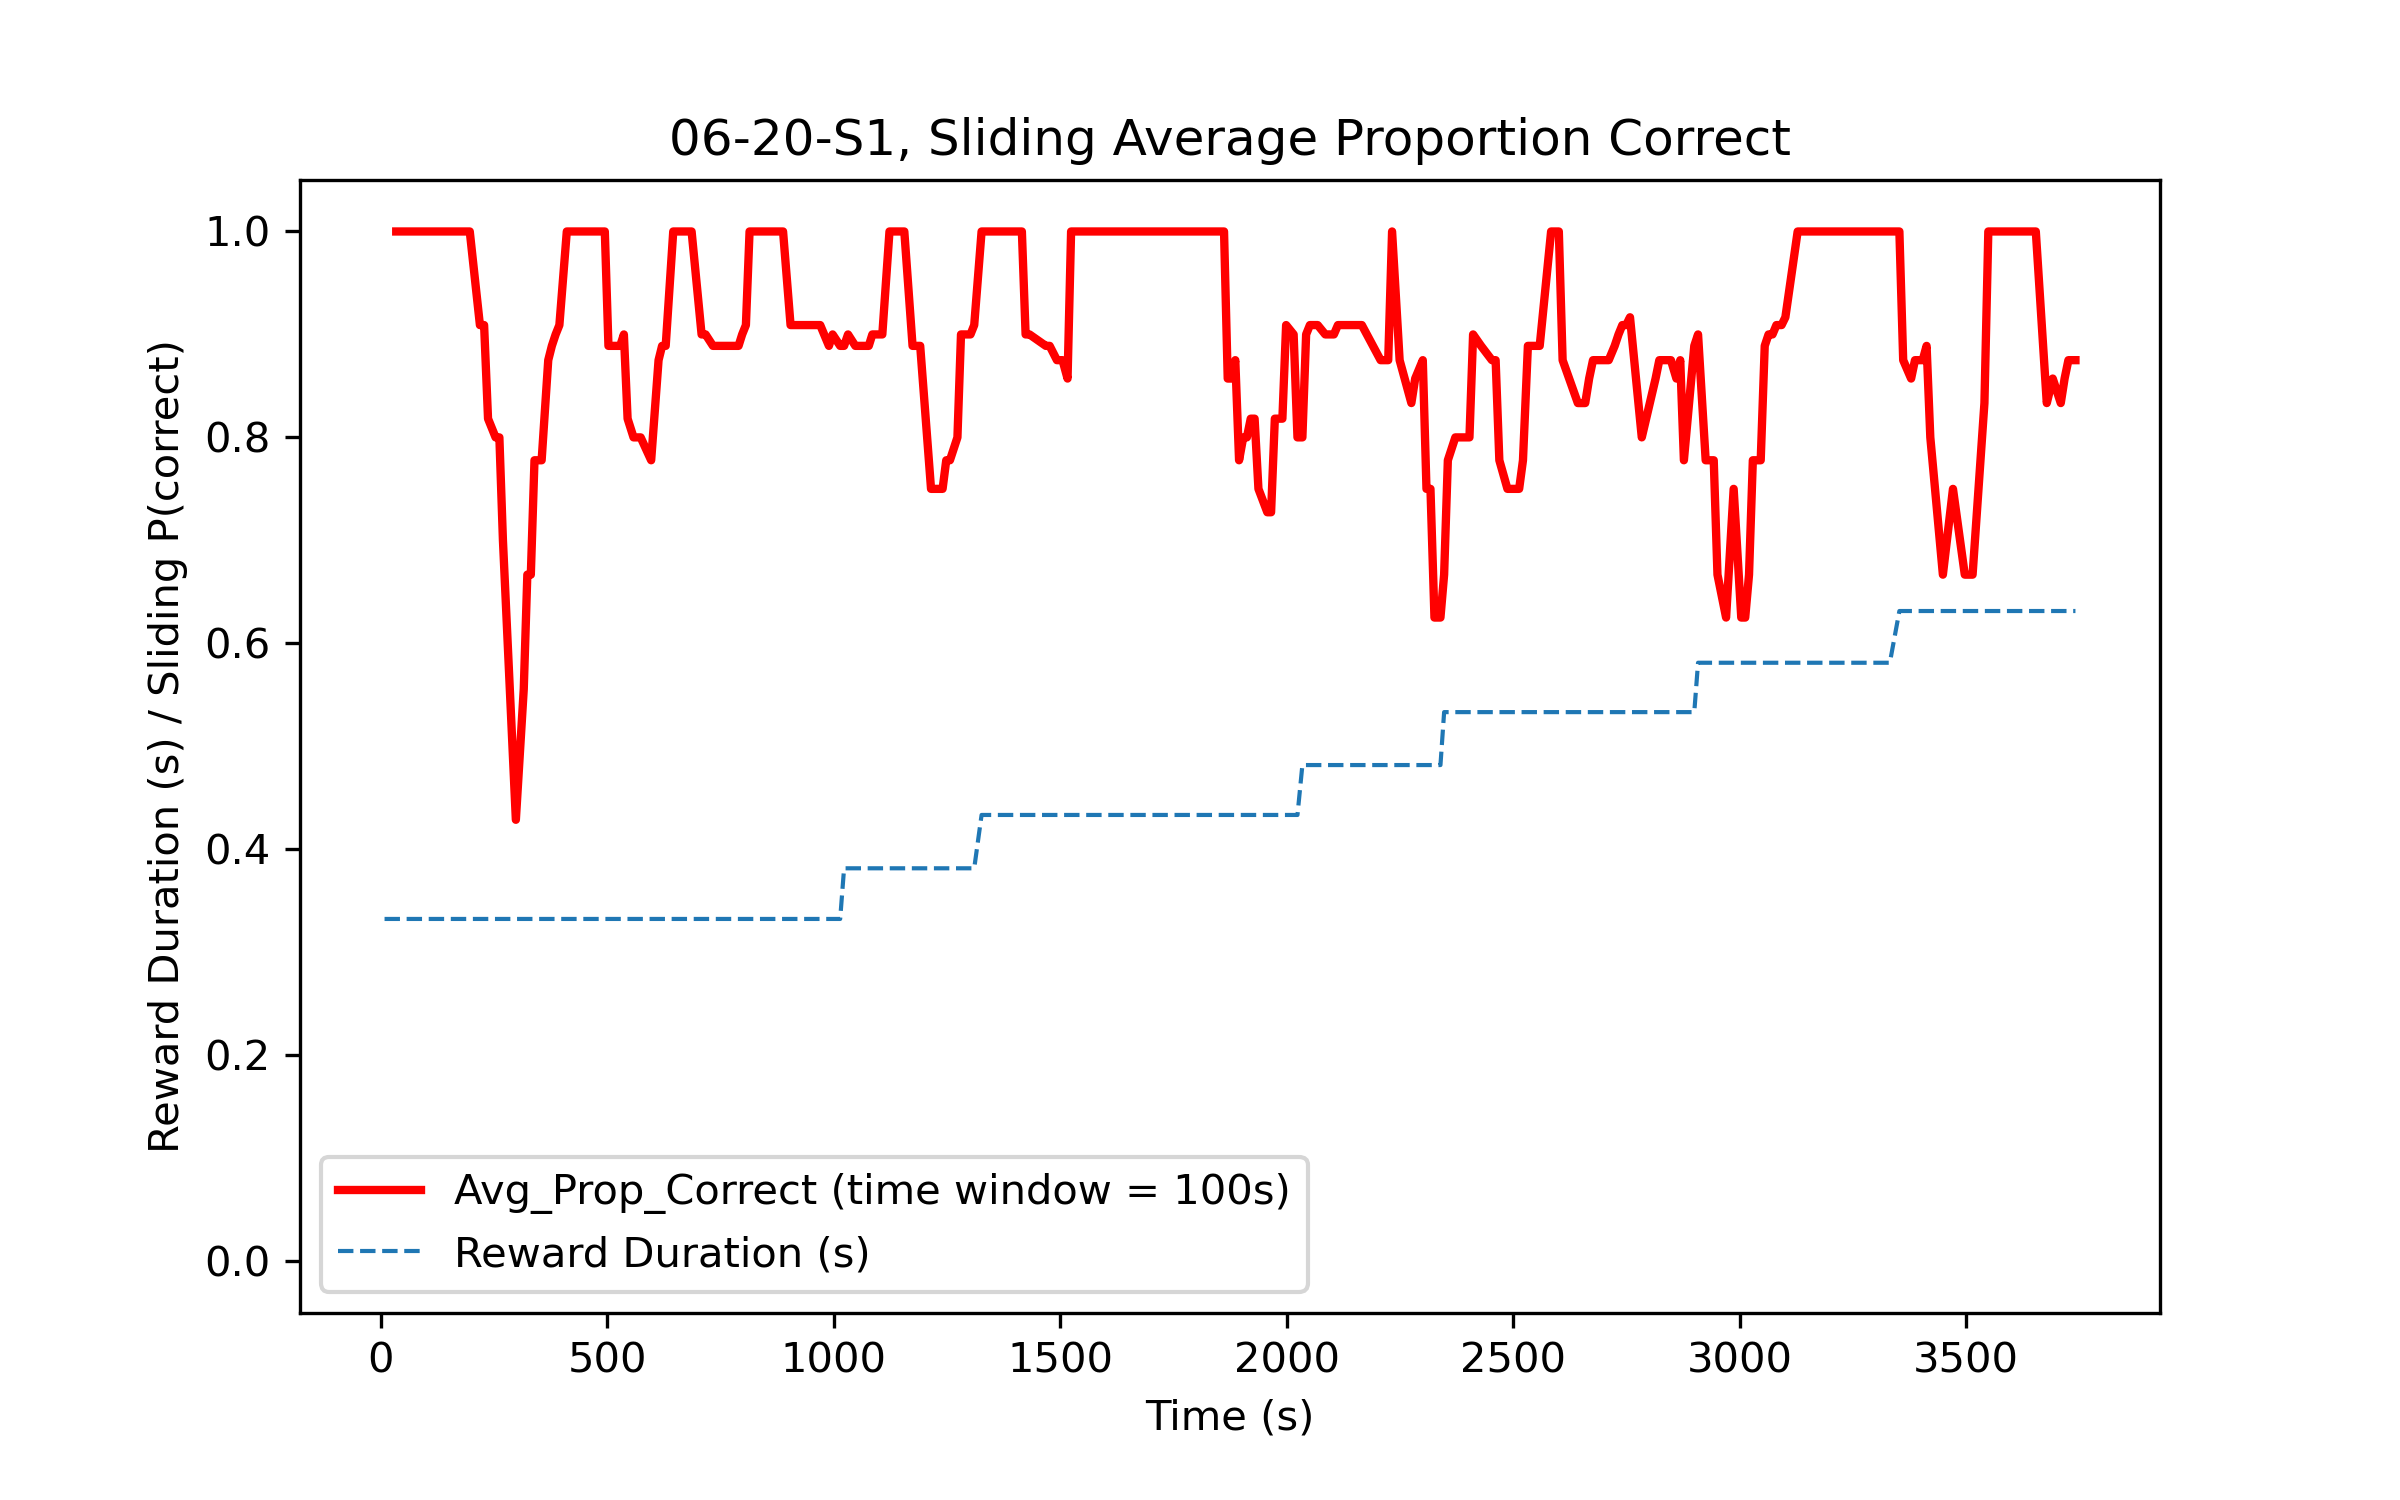 06-20-S1, Sliding Average Proportion Correct
Reward Duration (s) / Sliding P(correct)
1.0
0.8
0.6
0.4
0.2
0.0
Avg_Prop_Correct (time window = 100s)
Reward Duration (s)
0 500 1000 1500 2000 2500 3000 3500
Time (s)